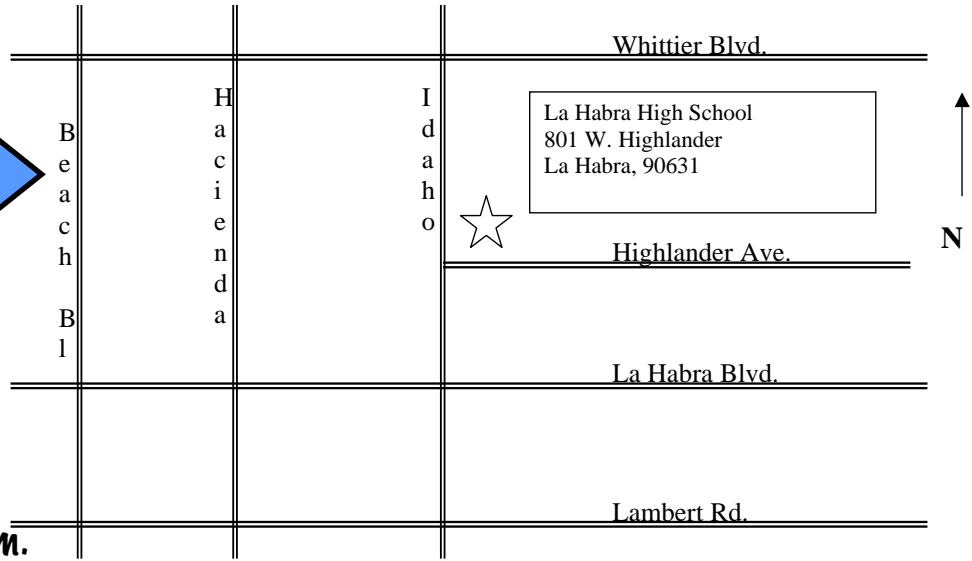 Whittier Blvd.
Beach Bl
Hacienda
Idaho
La Habra High School
801 W. Highlander
La Habra, 90631
N
Highlander Ave.
La Habra Blvd.
Lambert Rd.
m.